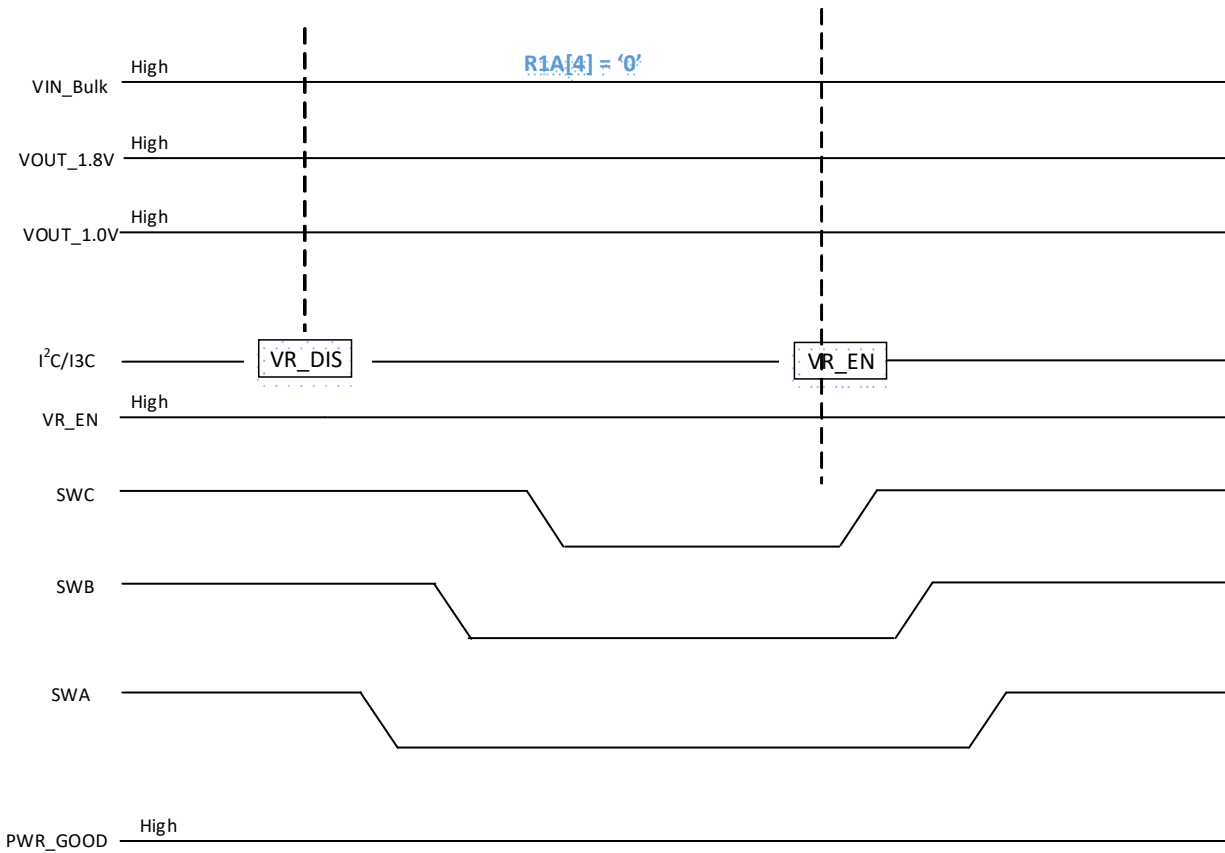 R1A[4] = ‘0’
VIN_Bulk High
VOUT_1.8V High
VOUT_1.0V High
I²C/I3C VR_DIS VR_EN
VR_EN High
SWC
SWB
SWA
PWR_GOOD High